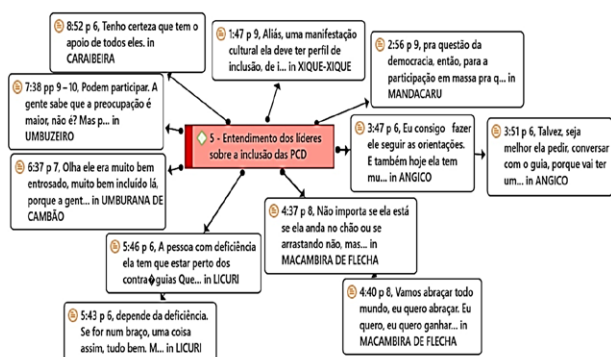 8:52 p 6, Tenho certeza que tem o
apoio de todos eles. in
CARAIBEIRA
1:47 p 9, Aliás, uma manifestação
cultural ela deve ter perfil de
inclusão, de i... in XIQUE-XIQUE
2:56 p 9, pra questão da
democracia, então, para a
participação em massa pra q... in
MANDACARU
7:38 pp 9 – 10, Podem participar. A
gente sabe que a preocupação é
maior, não é? Mas p... in
UMBUZEIRO
5 - Entendimento dos líderes
sobre a inclusão das PCD
3:47 p 6, Eu consigo fazer
ele seguir as orientações.
E também hoje ela tem
mu... in ANGICO
3:51 p 6, Talvez, seja
melhor ela pedir, conversar
com o guia, porque vai ter
um... in ANGICO
6:37 p 7, Olha ele era muito bem
entrosado, muito bem incluído lá,
porque a gent... in UMBURANA DE
CAMBÃO
5:46 p 6, A pessoa com deficiência
ela tem que estar perto dos
contra�guias Que... in LICURI
4:37 p 8, Não importa se ela está
se ela anda no chão ou se
arrastando não, mas... in
MACAMBIRA DE FLECHA
5:43 p 6, depende da deficiência.
Se for num braço, uma coisa
assim, tudo bem. M... in LICURI
4:40 p 8, Vamos abraçar todo
mundo, eu quero abraçar. Eu
quero, eu quero ganhar... in
MACAMBIRA DE FLECHA